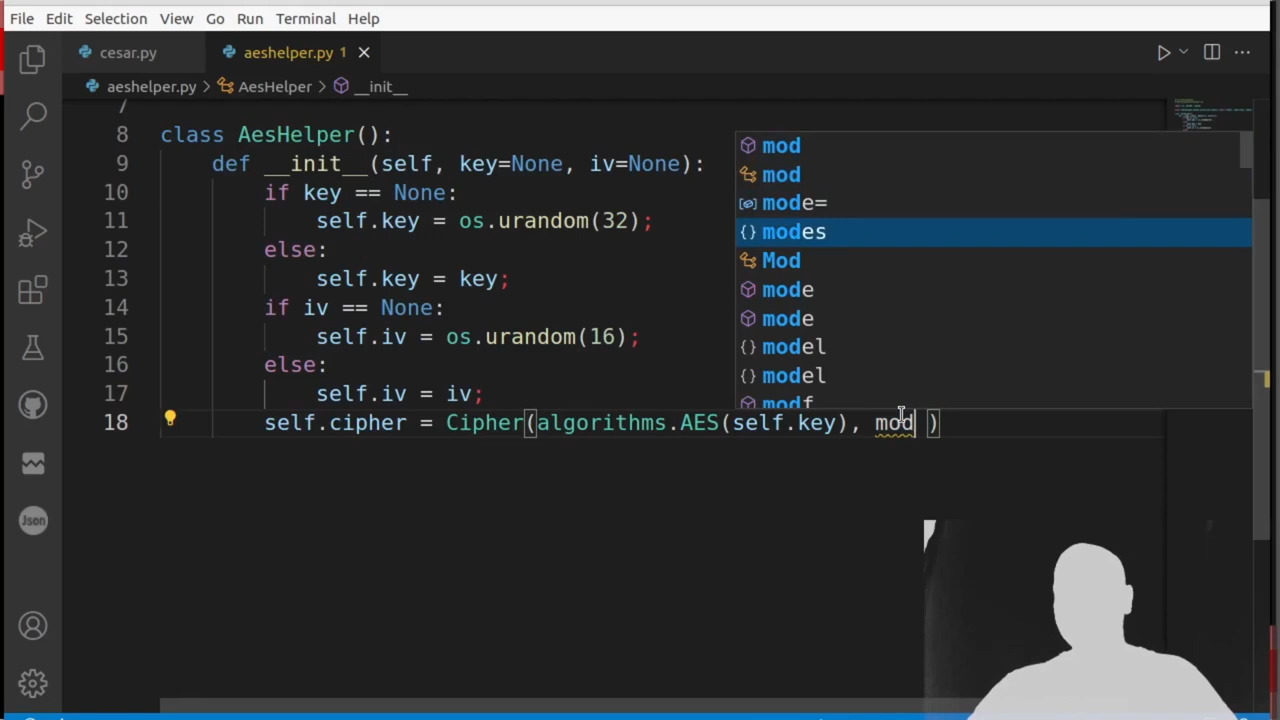 File Edit Selection View Go Run Terminal Help
cesar.py aeshelper.py 1
aeshelper.py > AesHelper > __init__
7
8 class AesHelper():
9 def __init__(self, key=None, iv=None):
10 if key == None:
11 self.key = os.urandom(32);
12 else:
13 self.key = key;
14 if iv == None:
15 self.iv = os.urandom(16);
16 else:
17 self.iv = iv;
18 self.cipher = Cipher(algorithms.AES(self.key), mod )
mod
mod
mode=
modes
Mod
mode
mode
model
model
modf
Json